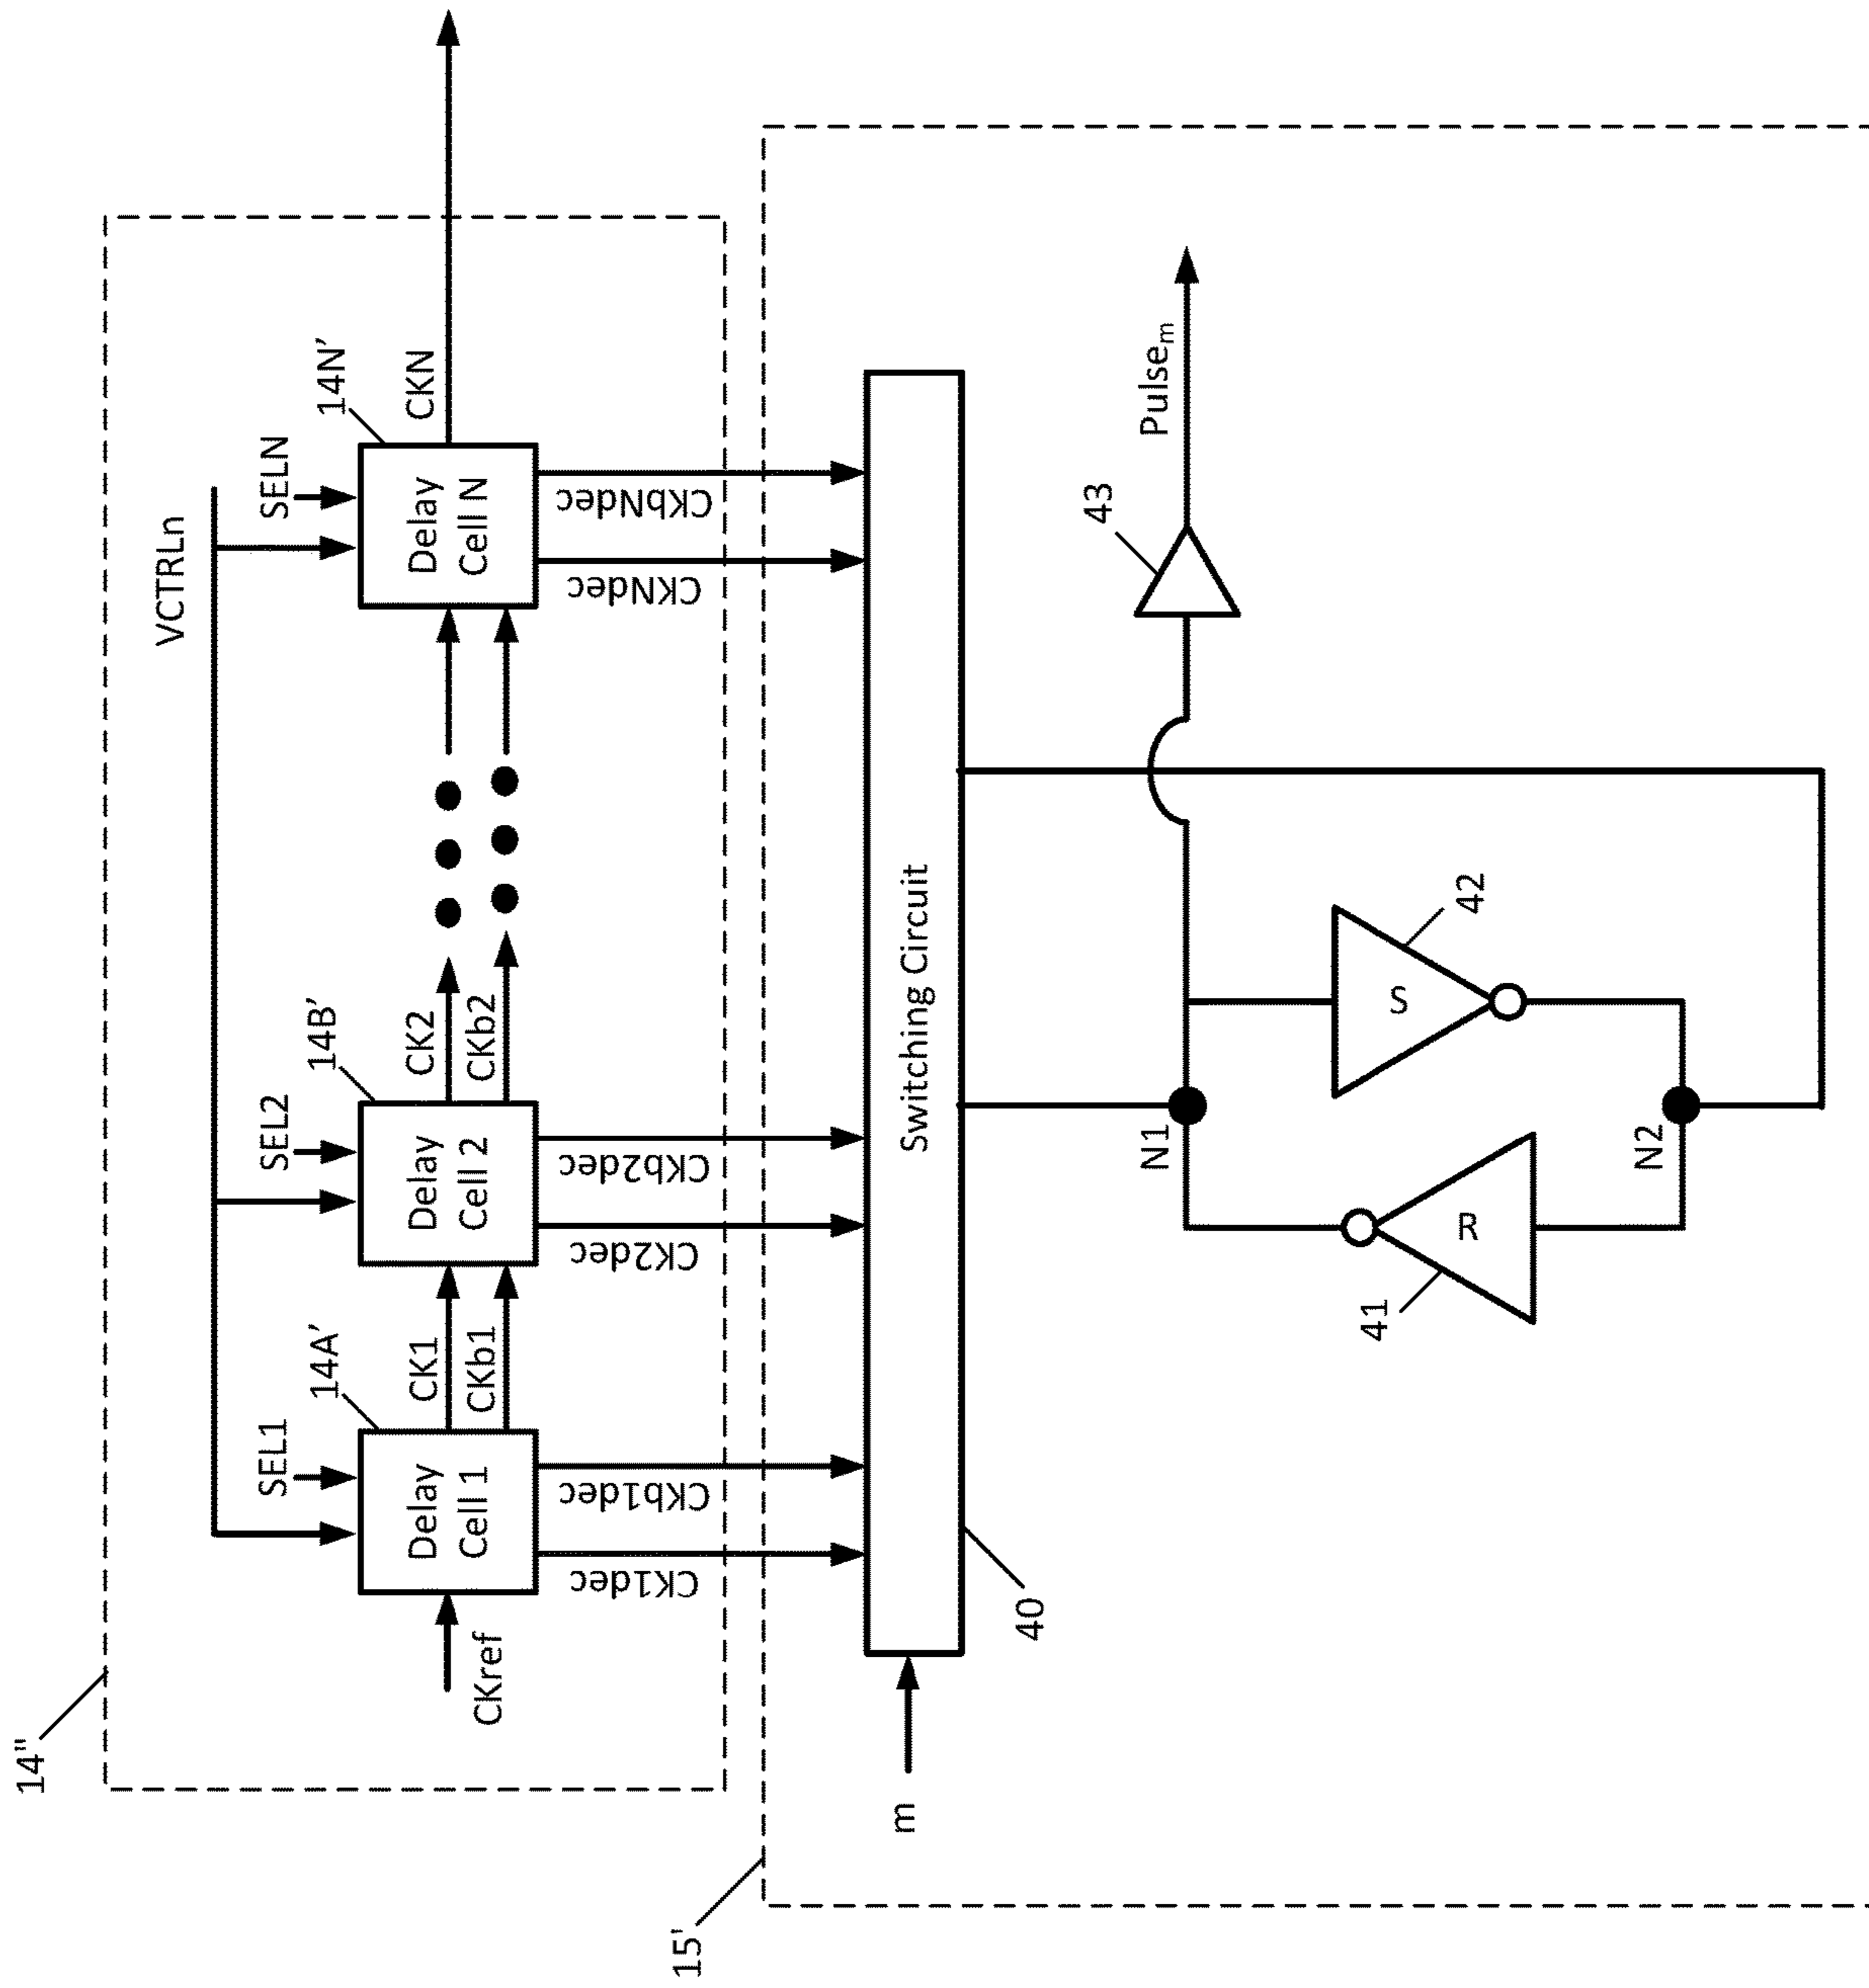 14"
VCTRLn
SEL1
SEL2
SELN
14A'
14B'
14N'
CKref
Delay
Cell 1
CK1
CKb1
Delay
Cell 2
CK2
CKb2
Delay
Cell N
CKN
CK1dec
CKb1dec
CK2dec
CKb2dec
CKNdec
CKbNdec
15'
m
Switching Circuit
40
N1
N2
R
41
S
42
43
Pulsem